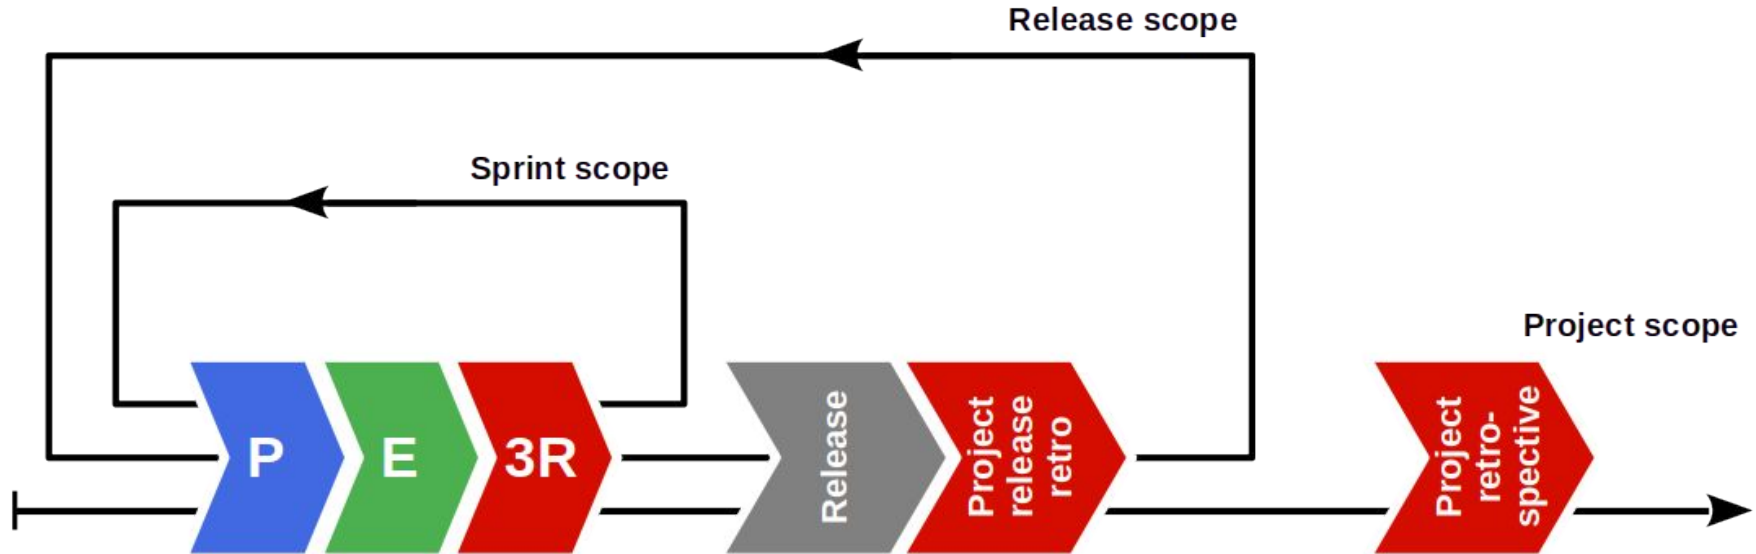 Release scope
Sprint scope
Project scope
P
E
3R
Release
Project
release
retro
Project
retro-
spective